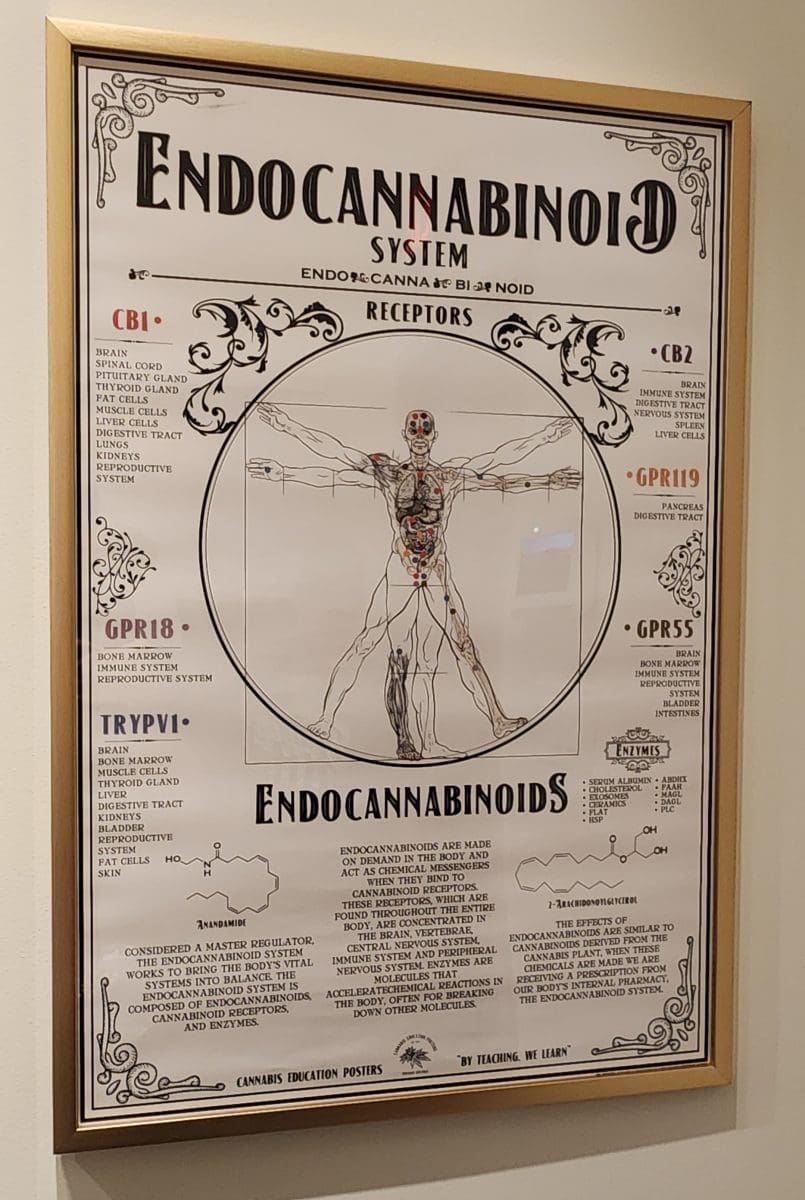 ENDOCANNABINOID
SYSTEM
ENDO CANNA BI NOID
RECEPTORS
CB1
BRAIN
SPINAL CORD
PITUITARY GLAND
THYROID GLAND
FAT CELLS
MUSCLE CELLS
LIVER CELLS
DIGESTIVE TRACT
LUNGS
KIDNEYS
REPRODUCTIVE
SYSTEM
CB2
BRAIN
IMMUNE SYSTEM
DIGESTIVE TRACT
NERVOUS SYSTEM
SPLEEN
LIVER CELLS
GPR119
PANCREAS
DIGESTIVE TRACT
GPR18
BONE MARROW
IMMUNE SYSTEM
REPRODUCTIVE SYSTEM
GPR55
BRAIN
BONE MARROW
IMMUNE SYSTEM
REPRODUCTIVE
SYSTEM
BLADDER
INTESTINES
TRYPV1
BRAIN
BONE MARROW
MUSCLE CELLS
THYROID GLAND
LIVER
DIGESTIVE TRACT
KIDNEYS
BLADDER
REPRODUCTIVE
SYSTEM
FAT CELLS
SKIN
ENZYMES
• SERUM ALBUMIN
• CHOLESTEROL
• EXOSOMES
• CERAMICS
• FLAT
• HSP
• ABDHX
• FAAH
• MAGL
• DAGL
• PLC
ENDOCANNABINOIDS
HO
N
H
O
ANANDAMIDE
CONSIDERED A MASTER REGULATOR,
THE ENDOCANNABINOID SYSTEM
WORKS TO BRING THE BODY'S VITAL
SYSTEMS INTO BALANCE. THE
ENDOCANNABINOID SYSTEM IS
COMPOSED OF ENDOCANNABINOIDS,
CANNABINOID RECEPTORS,
AND ENZYMES.
ENDOCANNABINOIDS ARE MADE
ON DEMAND IN THE BODY AND
ACT AS CHEMICAL MESSENGERS
WHEN THEY BIND TO
CANNABINOID RECEPTORS.
THESE RECEPTORS, WHICH ARE
FOUND THROUGHOUT THE ENTIRE
BODY, ARE CONCENTRATED IN
THE BRAIN, VERTEBRAE,
CENTRAL NERVOUS SYSTEM,
IMMUNE SYSTEM AND PERIPHERAL
NERVOUS SYSTEM. ENZYMES ARE
MOLECULES THAT
ACCELERATECHEMICAL REACTIONS IN
THE BODY, OFTEN FOR BREAKING
DOWN OTHER MOLECULES.
O
O
OH
OH
2-ARACHIDONOYLGLYCEROL
THE EFFECTS OF
ENDOCANNABINOIDS ARE SIMILAR TO
CANNABINOIDS DERIVED FROM THE
CANNABIS PLANT, WHEN THESE
CHEMICALS ARE MADE WE ARE
RECEIVING A PRESCRIPTION FROM
OUR BODY'S INTERNAL PHARMACY,
THE ENDOCANNABINOID SYSTEM.
CANNABIS EDUCATION POSTERS
"BY TEACHING, WE LEARN"